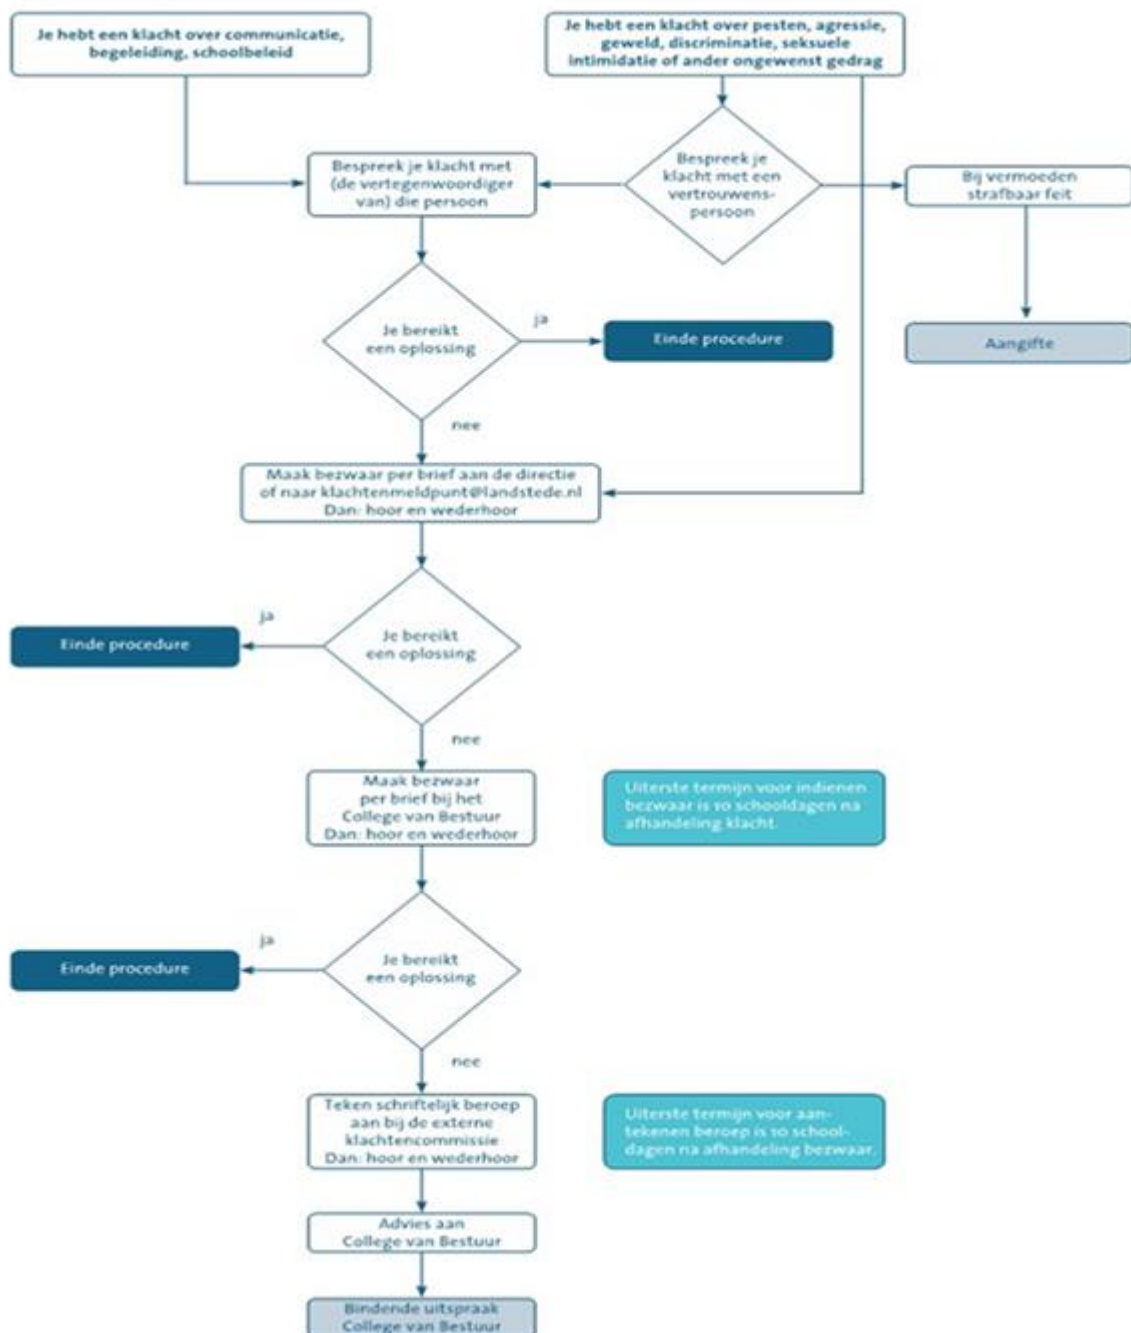 Je hebt een klacht over communicatie,
begeleiding, schoolbeleid
Je hebt een klacht over pesten, agressie,
geweld, discriminatie, seksuele
intimidatie of ander ongewenst gedrag
Bespreek je klacht met
(de vertegenwoordiger
van) die persoon
Bespreek je
klacht met een
vertrouwens-
persoon
Bij vermoeden
strafbaar feit
Je bereikt
een oplossing
ja
Einde procedure
Aangifte
nee
Maak bezwaar per brief aan de directie
of naar klachtenmeldpunt@landstede.nl
Dan: hoor en wederhoor
ja
Einde procedure
Je bereikt
een oplossing
nee
Maak bezwaar
per brief bij het
College van Bestuur
Dan: hoor en wederhoor
Uiterste termijn voor indienen
bezwaar is 10 schooldagen na
afhandeling klacht.
ja
Einde procedure
Je bereikt
een oplossing
nee
Teken schriftelijk beroep
aan bij de externe
klachtencommissie
Dan: hoor en wederhoor
Uiterste termijn voor aan-
tekenen beroep is 10 school-
dagen na afhandeling bezwaar.
Advies aan
College van Bestuur
Bindende uitspraak
College van Bestuur